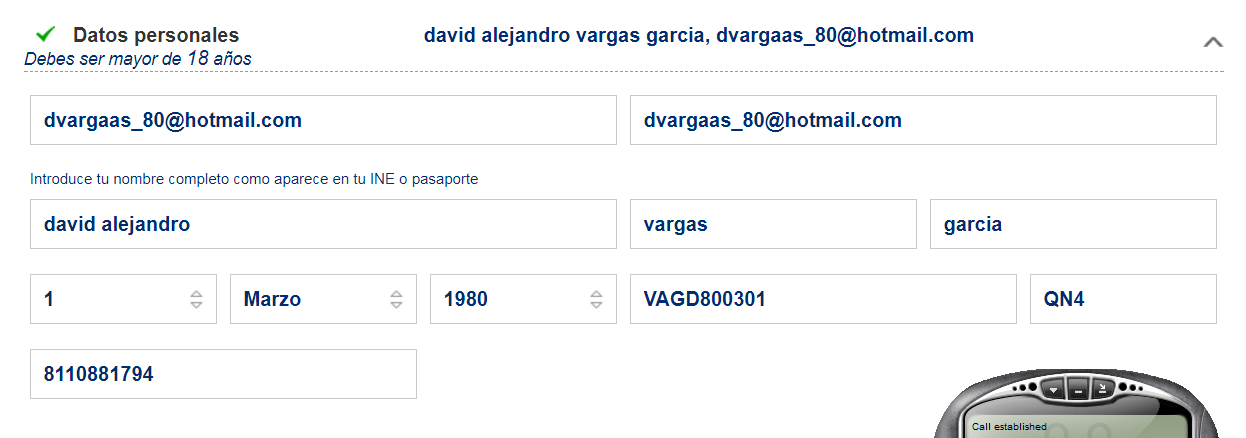 Datos personales david alejandro vargas garcia, dvargaas_80@hotmail.com
Debes ser mayor de 18 años
dvargaas_80@hotmail.com dvargaas_80@hotmail.com
Introduce tu nombre completo como aparece en tu INE o pasaporte
david alejandro vargas garcia
1 Marzo 1980 VAGD800301 QN4
8110881794
Call established